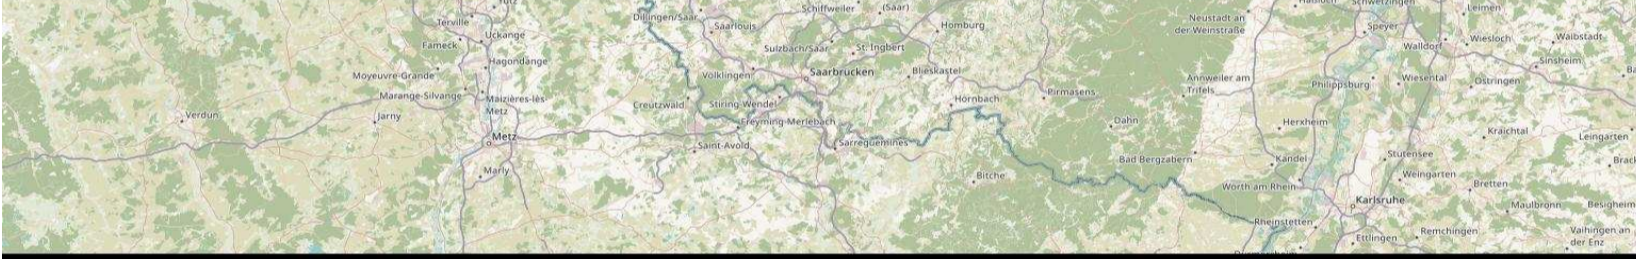 Terville
Uckange
Fameck
Hagondange
Moyeuvre-Grande
Marange-Silvange
Maizières-lès
Metz
Verdun
Jarny
Metz
Marly
Dillingen/Saar
Saarlouis
Schiffweiler
(Saar)
Homburg
Sulzbach/Saar
St. Ingbert
Völklingen
Saarbrücken
Blieskastel
Creutzwald
Stiring-Wendel
Freyming-Merlebach
Saint-Avold
Sarreguemines
Hornbach
Pirmasens
Bitche
Dahn
Neustadt an
der Weinstraße
Annweiler am
Trifels
Bad Bergzabern
Schwetzingen
Leimen
Speyer
Walldorf
Wiesloch
Waibstadt
Sinsheim
Philippsburg
Wiesental
Östringen
Herxheim
Kraichtal
Leingarten
Kandel
Stutensee
Weingarten
Bretten
Wörth am Rhein
Karlsruhe
Maulbronn
Besigheim
Rheinstetten
Ettlingen
Remchingen
Vaihingen an
der Enz